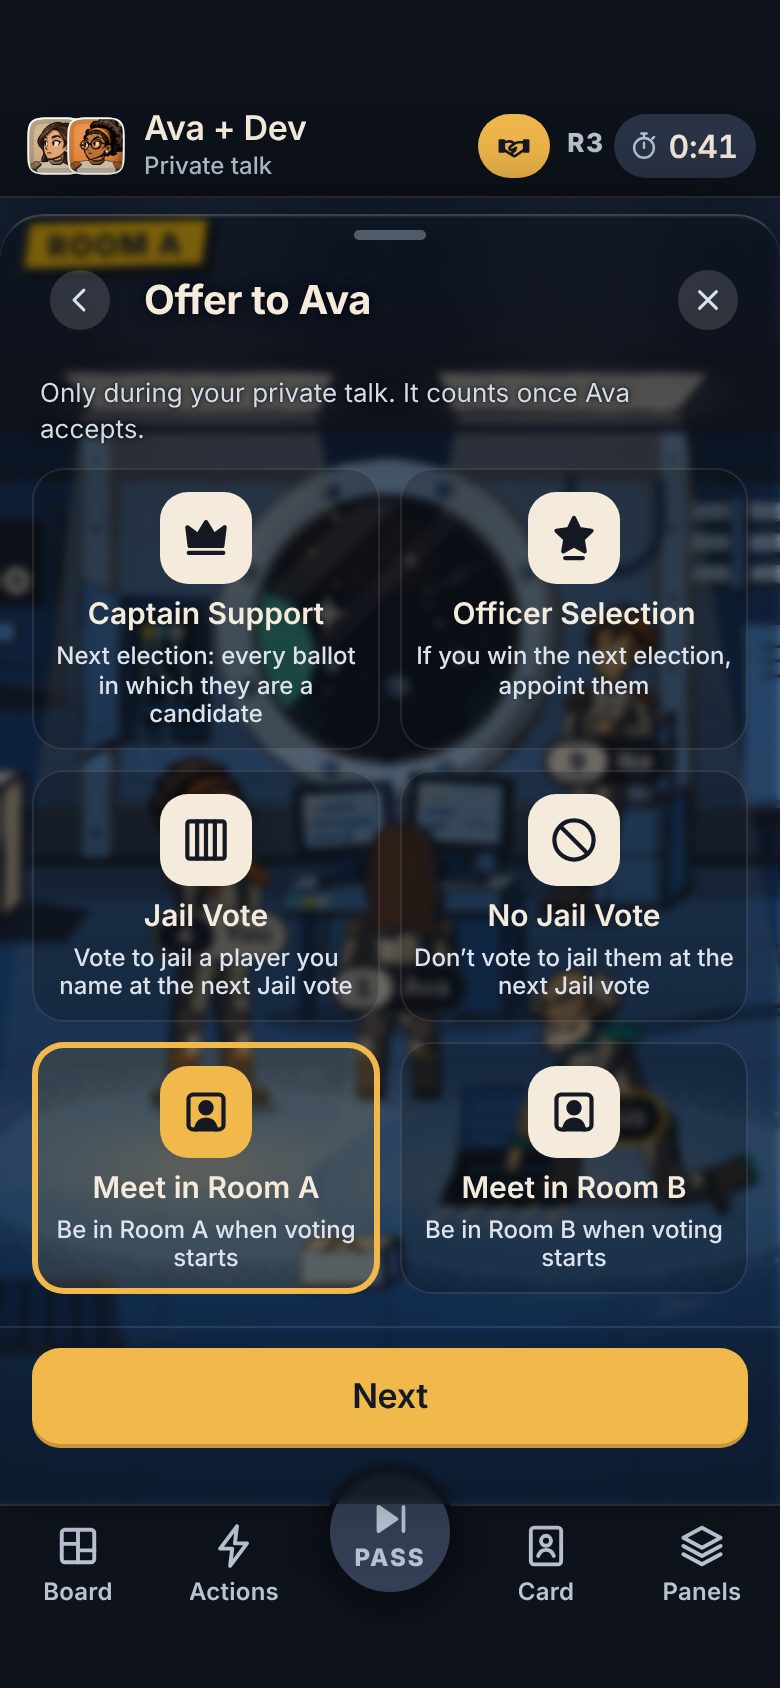 Ava + Dev
Private talk
R3
0:41
ROOM A
Offer to Ava
Only during your private talk. It counts once Ava
accepts.
Captain Support
Next election: every ballot
in which they are a
candidate
Officer Selection
If you win the next election,
appoint them
Jail Vote
Vote to jail a player you
name at the next Jail vote
No Jail Vote
Don’t vote to jail them at the
next Jail vote
Meet in Room A
Be in Room A when voting
starts
Meet in Room B
Be in Room B when voting
starts
Next
PASS
Board
Actions
Card
Panels